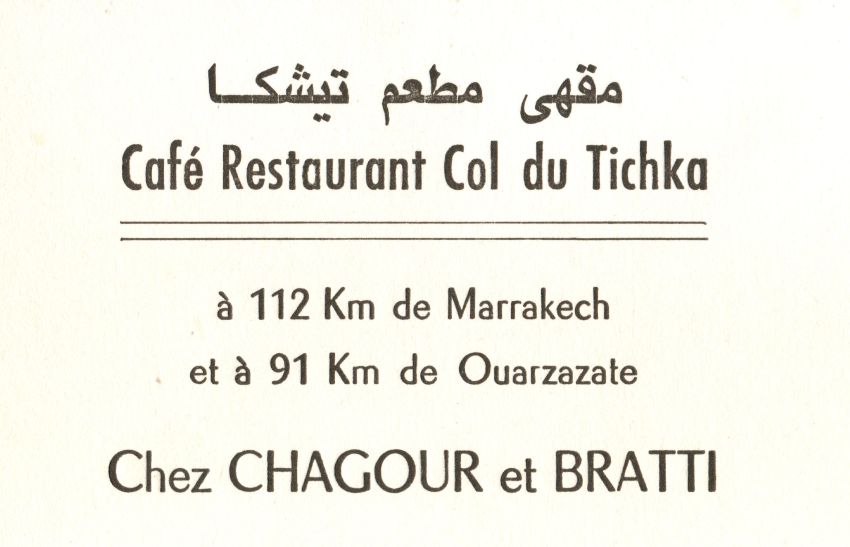 مقهى مطعم تيشكا
Café Restaurant Col du Tichka
à 112 Km de Marrakech
et à 91 Km de Ouarzazate
Chez CHAGOUR et BRATTI